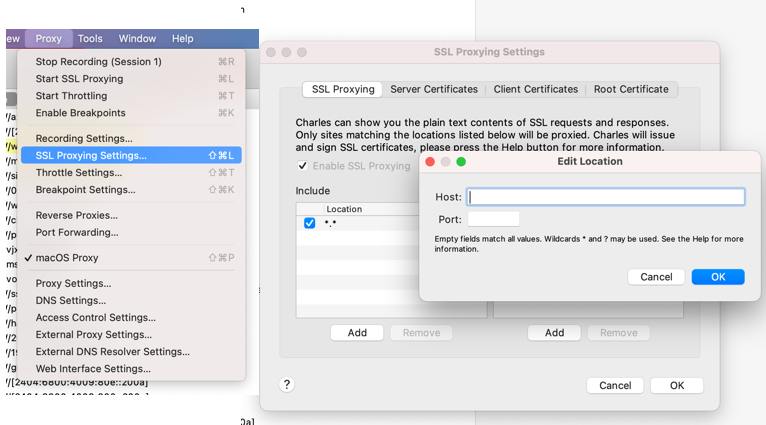 ew Proxy Tools Window Help
Stop Recording (Session 1) ⌘R
Start SSL Proxying ⌘L
Start Throttling ⌘T
Enable Breakpoints ⌘K
Recording Settings...
SSL Proxying Settings... ⇧⌘L
Throttle Settings... ⇧⌘T
Breakpoint Settings... ⇧⌘K
Reverse Proxies...
Port Forwarding...
✓ macOS Proxy ⇧⌘P
Proxy Settings...
DNS Settings...
Access Control Settings...
External Proxy Settings...
External DNS Resolver Settings...
Web Interface Settings...
//[2404:6800:4009:80e::200a]
0a]
SSL Proxying Settings
SSL Proxying Server Certificates Client Certificates Root Certificate
Charles can show you the plain text contents of SSL requests and responses.
Only sites matching the locations listed below will be proxied. Charles will issue
and sign SSL certificates, please press the Help button for more information.
Enable SSL Proxying
Include
Location
*.*
Add Remove Add Remove
? Cancel OK
Edit Location
Host:
Port:
Empty fields match all values. Wildcards * and ? may be used. See the Help for more
information.
Cancel OK